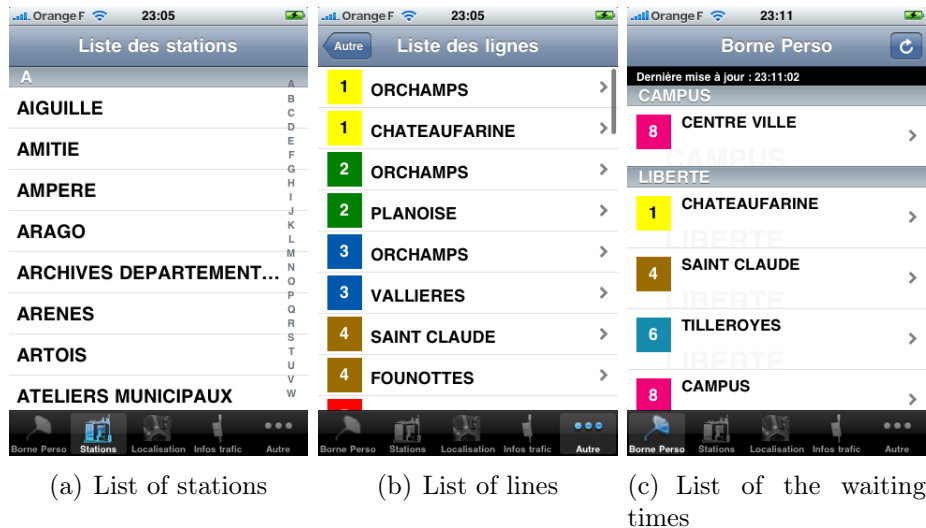 Orange F 23:05
Liste des stations
A
AIGUILLE
AMITIE
AMPERE
ARAGO
ARCHIVES DEPARTEMENT...
ARENES
ARTOIS
ATELIERS MUNICIPAUX
A
B
C
D
E
F
G
H
I
J
K
L
M
N
O
P
Q
R
S
T
U
V
W
Borne Perso Stations Localisation Infos trafic Autre
(a) List of stations
Orange F 23:05
Autre Liste des lignes
1 ORCHAMPS
1 CHATEAUFARINE
2 ORCHAMPS
2 PLANOISE
3 ORCHAMPS
3 VALLIERES
4 SAINT CLAUDE
4 FOUNOTTES
Borne Perso Stations Localisation Infos trafic Autre
(b) List of lines
Orange F 23:11
Borne Perso
Dernière mise à jour : 23:11:02
CAMPUS
8 CENTRE VILLE
CAMPUS
LIBERTE
1 CHATEAUFARINE
LIBERTE
4 SAINT CLAUDE
LIBERTE
6 TILLEROYES
LIBERTE
8 CAMPUS
Borne Perso Stations Localisation Infos trafic Autre
(c) List of the waiting
times